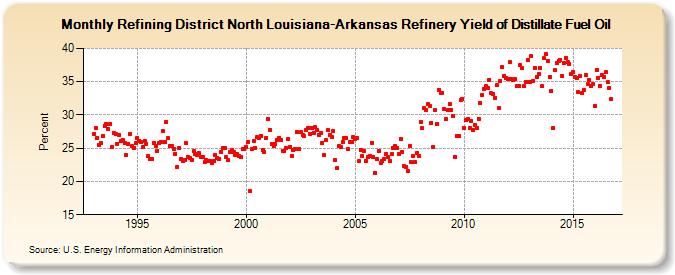 Monthly Refining District North Louisiana-Arkansas Refinery Yield of Distillate Fuel Oil
Percent
40
35
30
25
20
15
1995 2000 2005 2010 2015
Source: U.S. Energy Information Administration